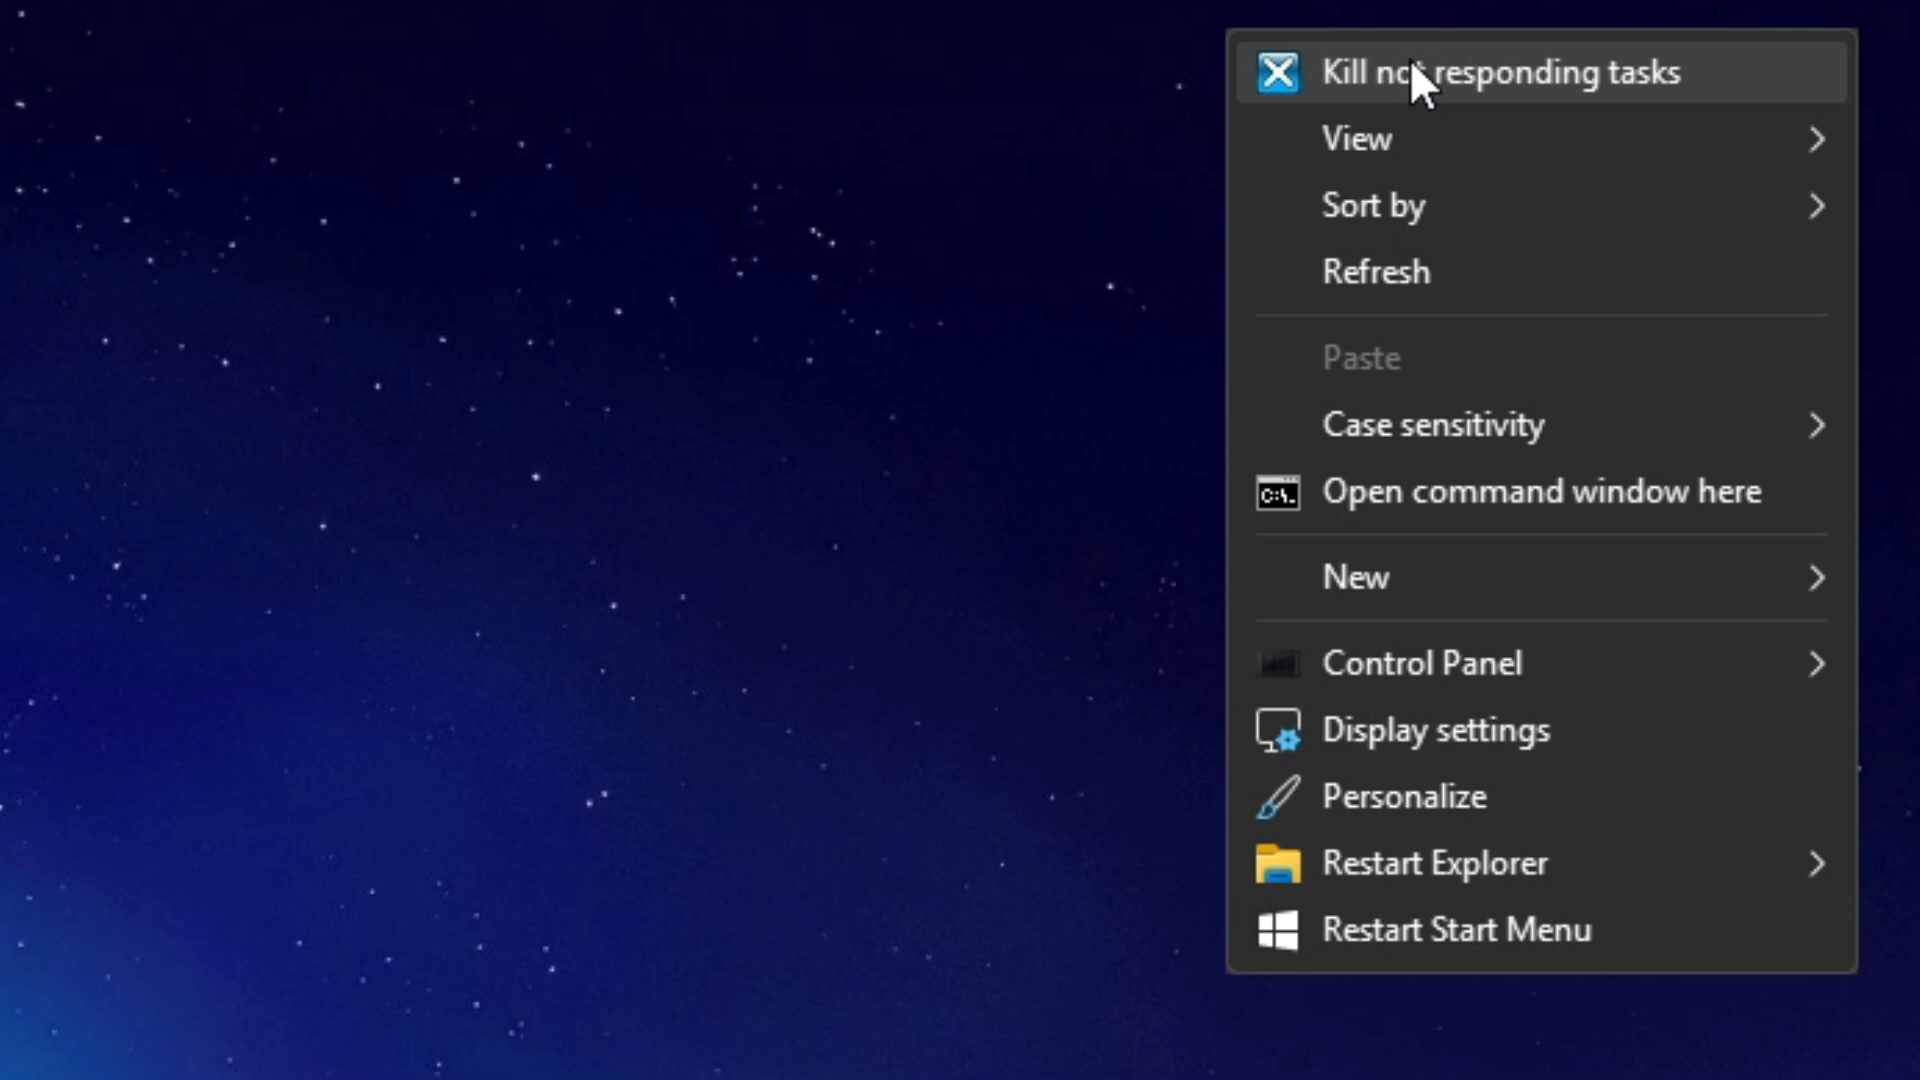 Kill not responding tasks
View
Sort by
Refresh
Paste
Case sensitivity
C:\_
Open command window here
New
Control Panel
Display settings
Personalize
Restart Explorer
Restart Start Menu